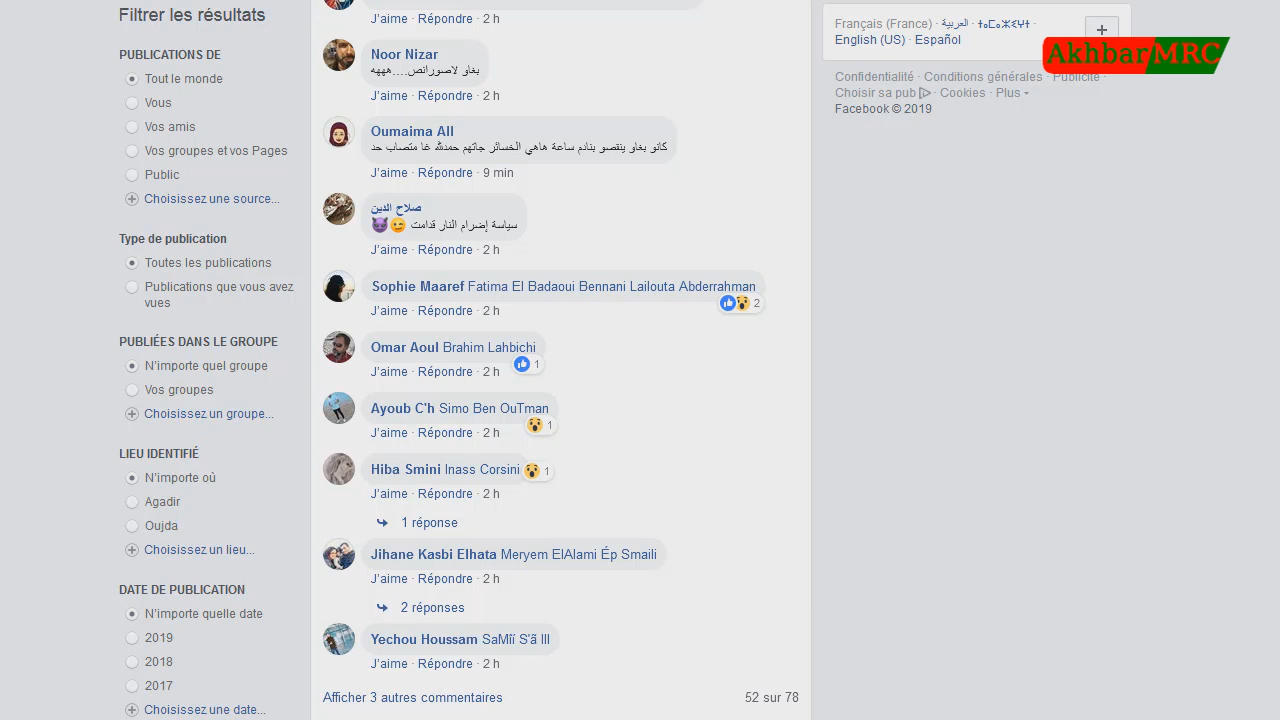 Filtrer les résultats
PUBLICATIONS DE
Tout le monde
Vous
Vos amis
Vos groupes et vos Pages
Public
Choisissez une source...
Type de publication
Toutes les publications
Publications que vous avez
vues
PUBLIÉES DANS LE GROUPE
N'importe quel groupe
Vos groupes
Choisissez un groupe...
LIEU IDENTIFIÉ
N'importe où
Agadir
Oujda
Choisissez un lieu...
DATE DE PUBLICATION
N'importe quelle date
2019
2018
2017
Choisissez une date...
J'aime · Répondre · 2 h
Noor Nizar
بغاو لاصورانص....هههه
J'aime · Répondre · 2 h
Oumaima All
كانو بغاو ينقصو بنادم ساعة هاهي الخسائر جاتهم حمدلله غا متصاب حد
J'aime · Répondre · 9 min
صلاح الدين
سياسة إضرام النار قدامت 😉😈
J'aime · Répondre · 2 h
Sophie Maaref Fatima El Badaoui Bennani Lailouta Abderrahman
2
J'aime · Répondre · 2 h
Omar Aoul Brahim Lahbichi
1
J'aime · Répondre · 2 h
Ayoub C'h Simo Ben OuTman
1
J'aime · Répondre · 2 h
Hiba Smini Inass Corsini 1
J'aime · Répondre · 2 h
1 réponse
Jihane Kasbi Elhata Meryem ElAlami Ép Smaili
J'aime · Répondre · 2 h
2 réponses
Yechou Houssam SaMiï S'ã lll
J'aime · Répondre · 2 h
Afficher 3 autres commentaires 52 sur 78
Français (France) · العربية · ⵜⴰⵎⴰⵣⵉⵖⵜ ·
English (US) · Español
AkhbarMRC
Confidentialité · Conditions générales · Publicité ·
Choisir sa pub · Cookies · Plus
Facebook © 2019